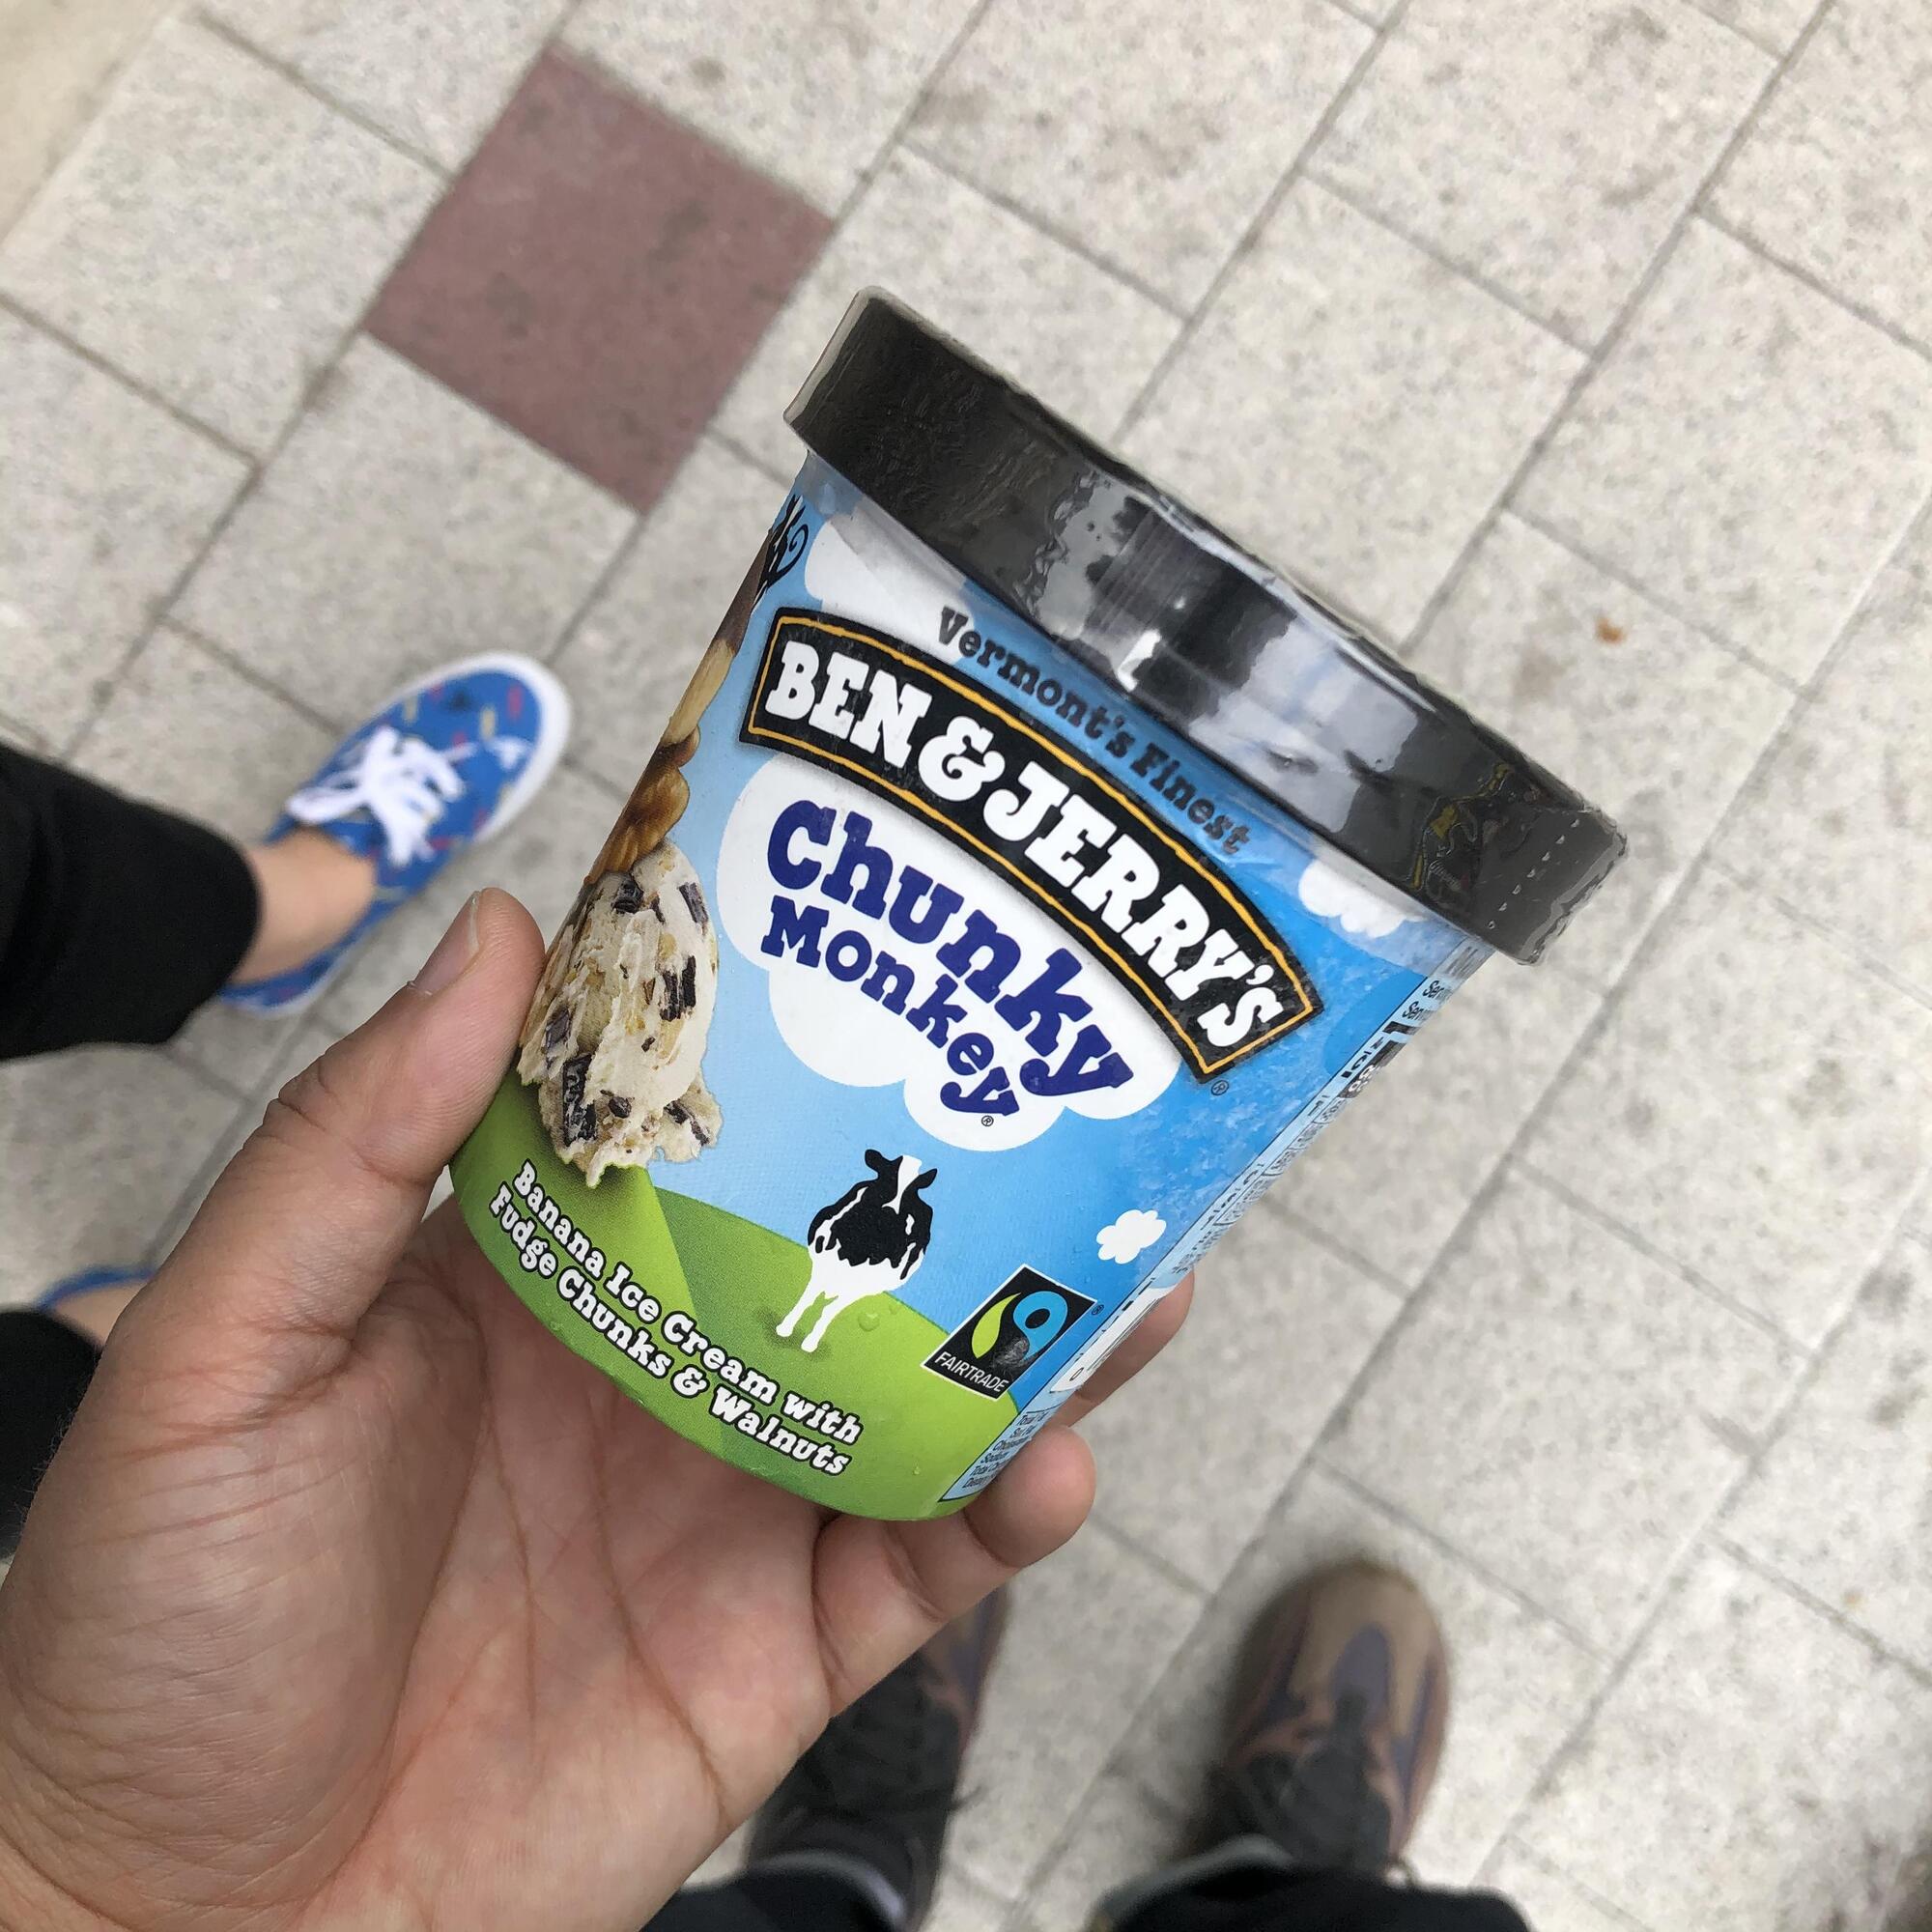 Vermont's Finest
BEN & JERRY'S
Chunky
Monkey
Banana Ice Cream with
Fudge Chunks & Walnuts
FAIRTRADE